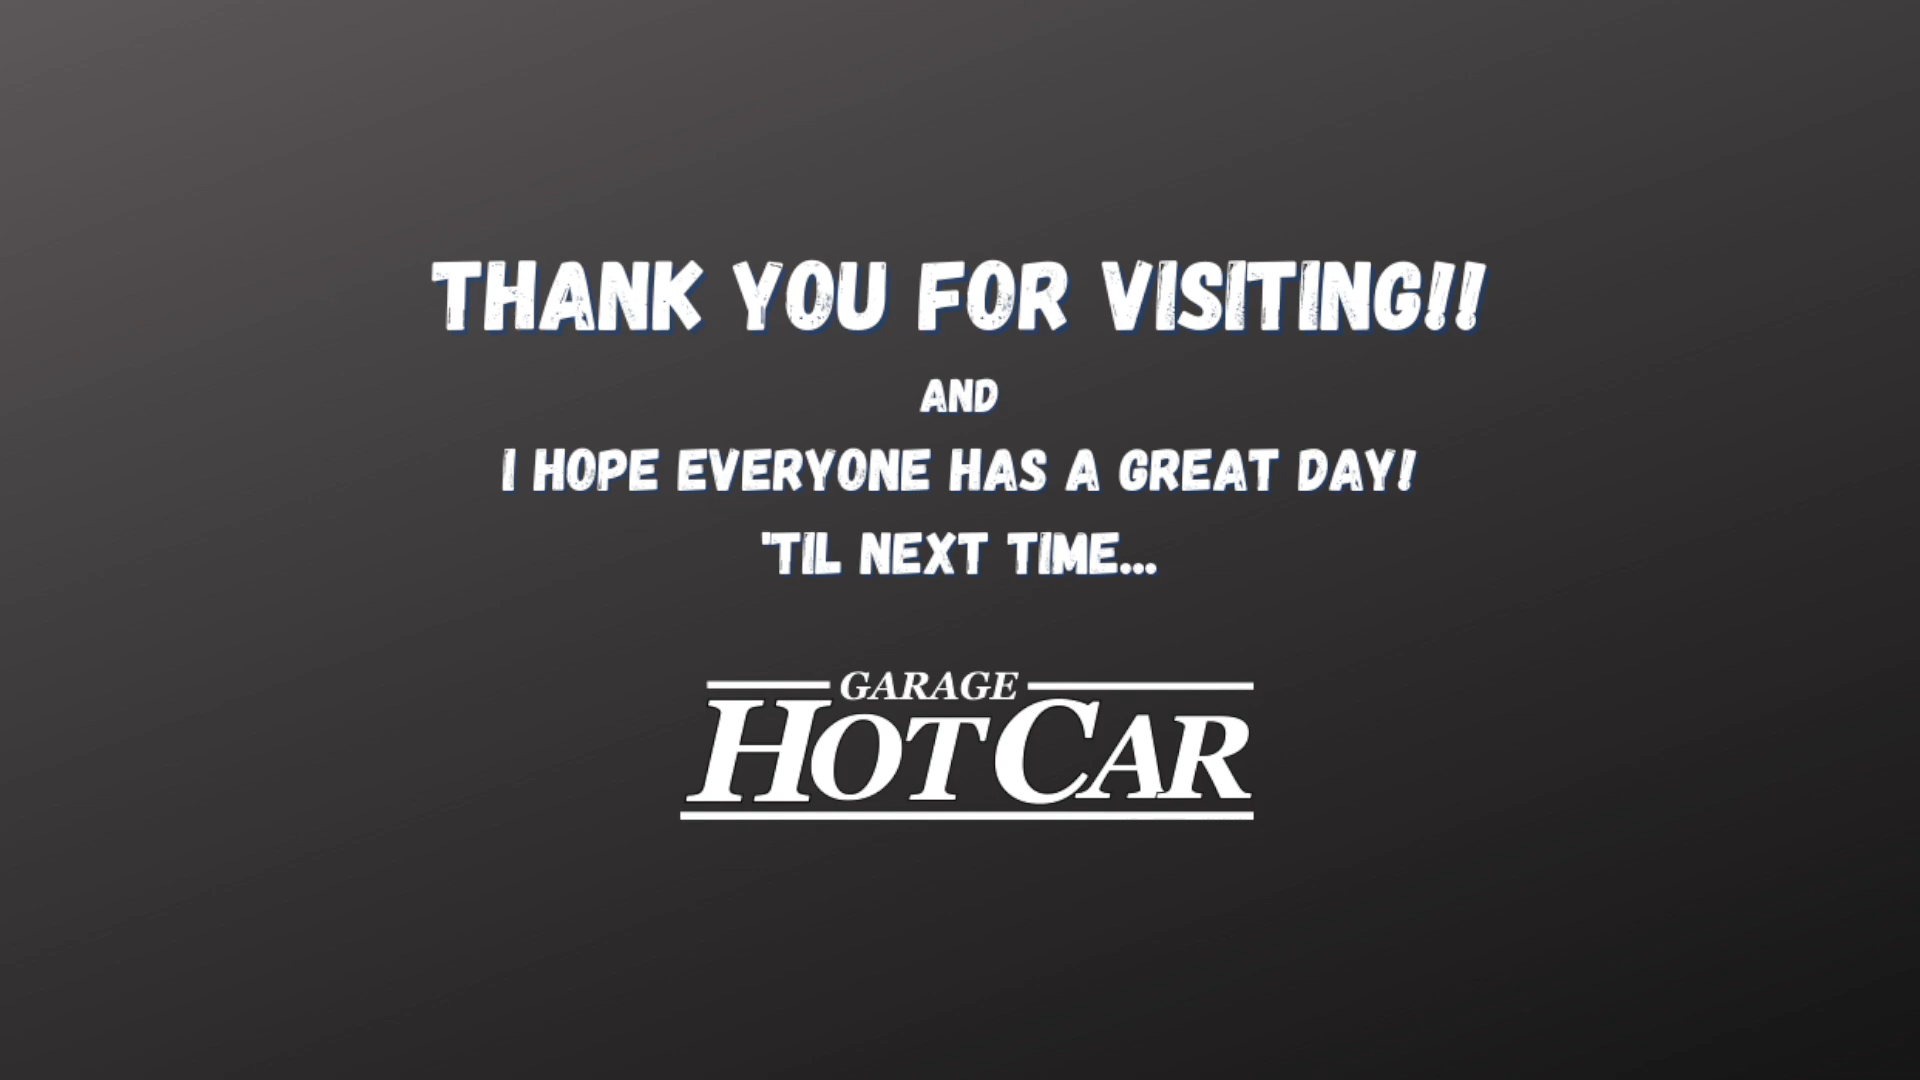 THANK YOU FOR VISITING!!
AND
I HOPE EVERYONE HAS A GREAT DAY!
'TIL NEXT TIME...
GARAGE
HOTCAR